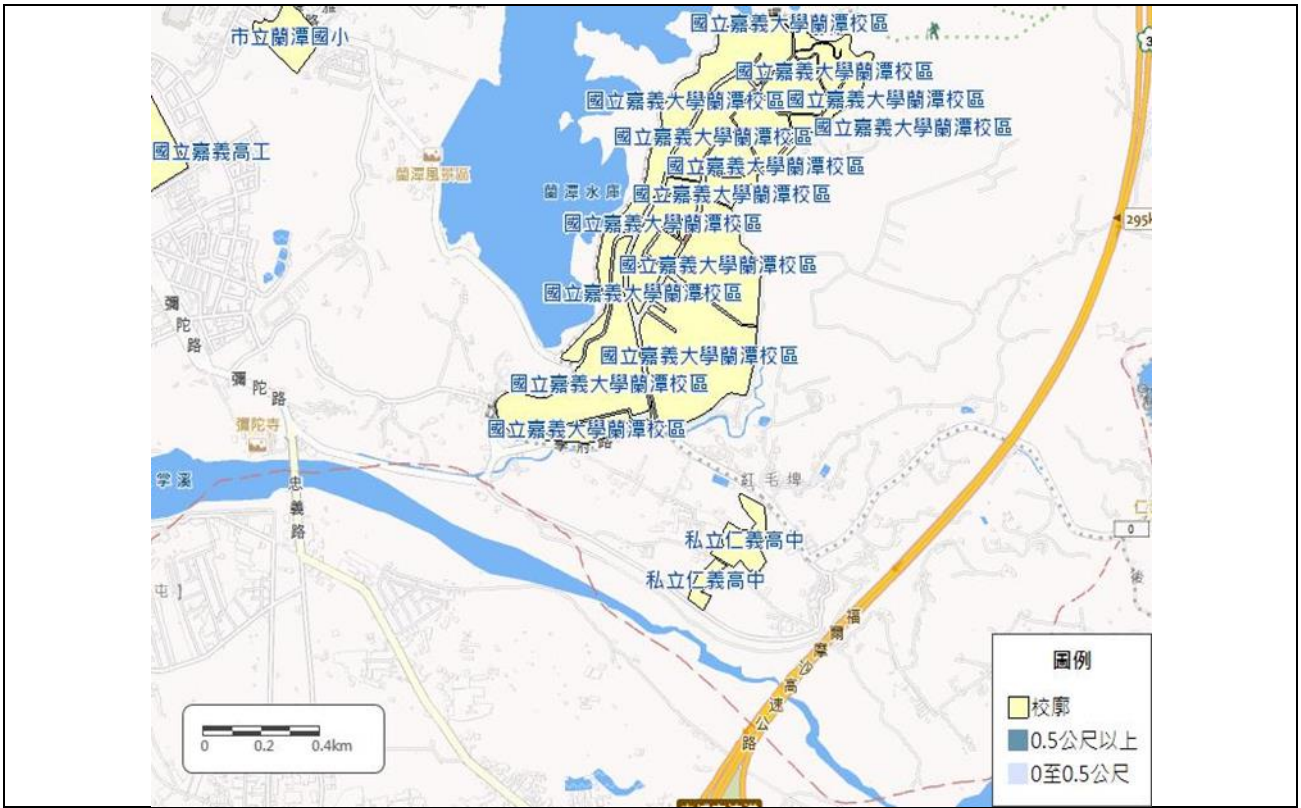 國立嘉義大學蘭潭校區
市立蘭潭國小
國立嘉義大學蘭潭校區
國立嘉義大學蘭潭校區
國立嘉義大學蘭潭校區
國立嘉義大學蘭潭校區
國立嘉義大學蘭潭校區
國立嘉義高工
國立嘉義大學蘭潭校區
蘭潭風景區
蘭潭水庫
國立嘉義大學蘭潭校區
國立嘉義大學蘭潭校區
295k
國立嘉義大學蘭潭校區
國立嘉義大學蘭潭校區
彌陀路
國立嘉義大學蘭潭校區
彌陀路
國立嘉義大學蘭潭校區
彌陀寺
國立嘉義大學蘭潭校區
學府路
掌溪
紅毛埤
忠義路
仁
0
私立仁義高中
私立仁義高中
後
屯】
福爾摩沙高速公路
圖例
校廓
0.5公尺以上
0至0.5公尺
0 0.2 0.4km